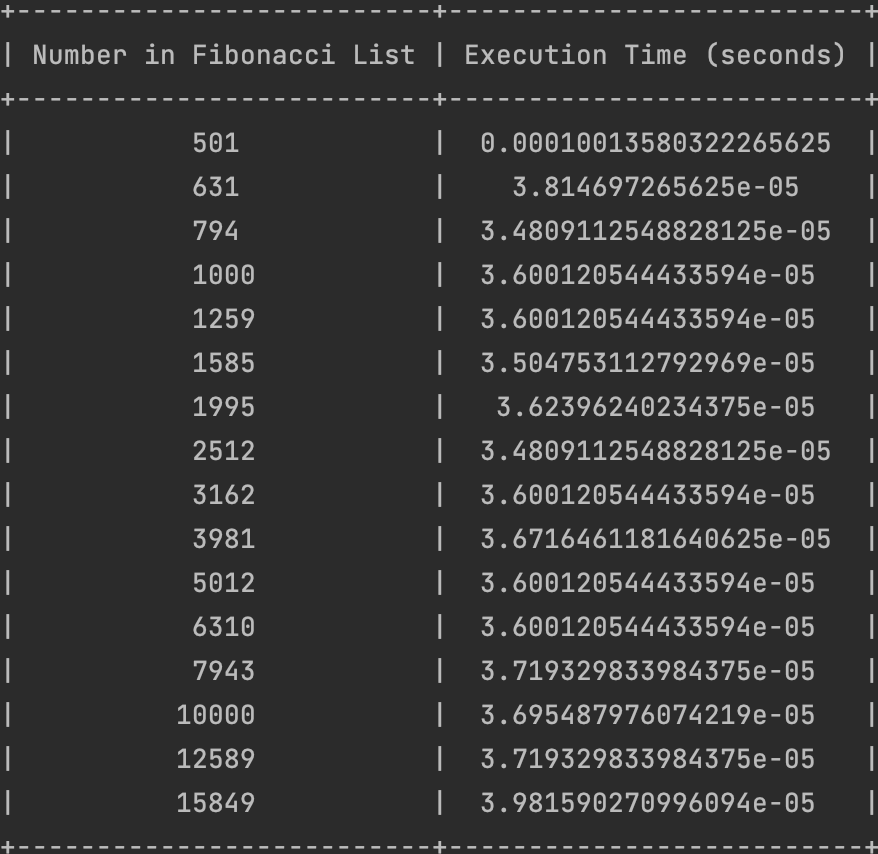 +--------------------------+--------------------------+
| Number in Fibonacci List | Execution Time (seconds) |
+--------------------------+--------------------------+
|           501            |  0.00010013580322265625  |
|           631            |    3.814697265625e-05    |
|           794            |  3.4809112548828125e-05  |
|           1000           |  3.600120544433594e-05   |
|           1259           |  3.600120544433594e-05   |
|           1585           |  3.504753112792969e-05   |
|           1995           |   3.62396240234375e-05   |
|           2512           |  3.4809112548828125e-05  |
|           3162           |  3.600120544433594e-05   |
|           3981           |  3.6716461181640625e-05  |
|           5012           |  3.600120544433594e-05   |
|           6310           |  3.600120544433594e-05   |
|           7943           |  3.719329833984375e-05   |
|          10000           |  3.695487976074219e-05   |
|          12589           |  3.719329833984375e-05   |
|          15849           |  3.981590270996094e-05   |
+--------------------------+--------------------------+